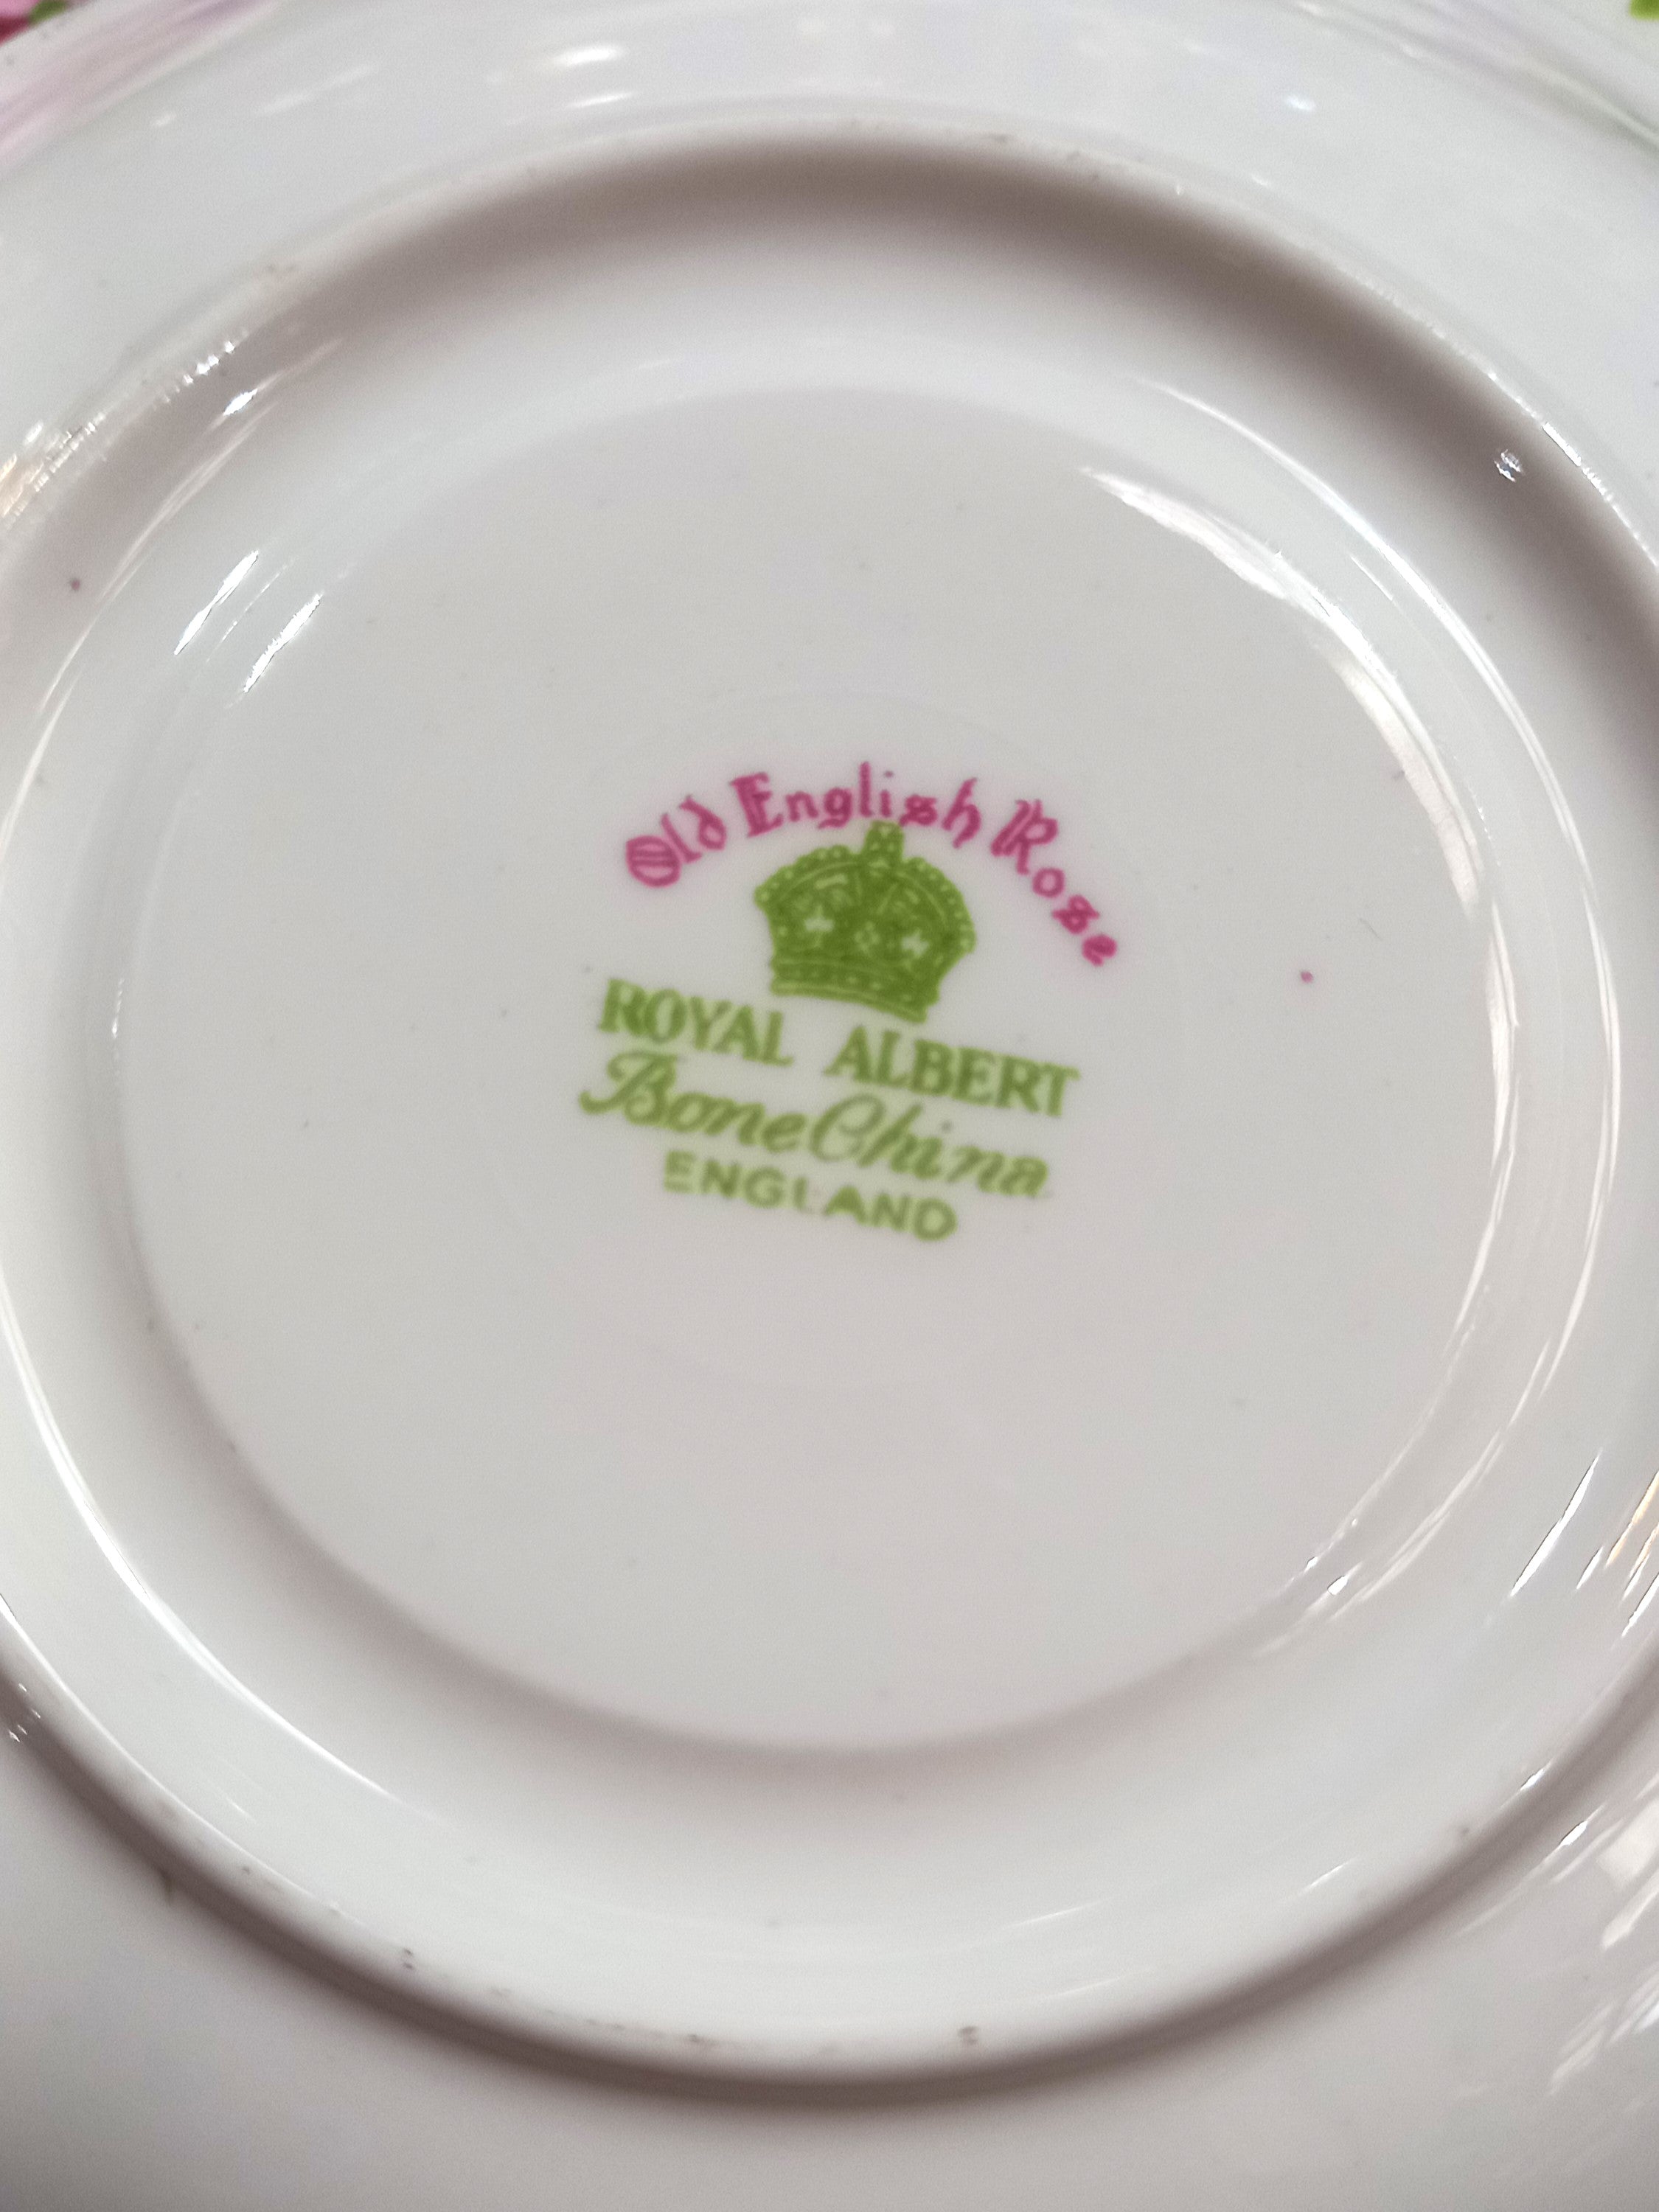 Old English Rose
ROYAL ALBERT
Bone China
ENGLAND